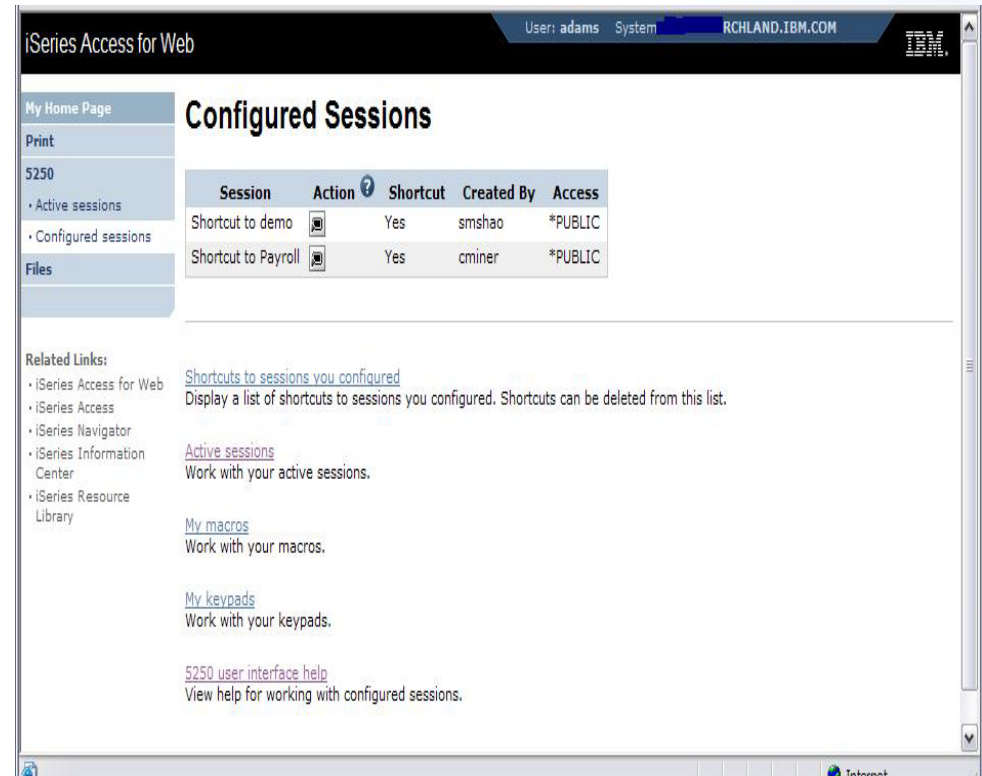 iSeries Access for Web
User: adams System RCHLAND.IBM.COM
IBM.
My Home Page
Print
5250
• Active sessions
• Configured sessions
Files
Related Links:
• iSeries Access for Web
• iSeries Access
• iSeries Navigator
• iSeries Information
Center
• iSeries Resource
Library
Configured Sessions
Session Action ? Shortcut Created By Access
Shortcut to demo Yes smshao *PUBLIC
Shortcut to Payroll Yes cminer *PUBLIC
Shortcuts to sessions you configured
Display a list of shortcuts to sessions you configured. Shortcuts can be deleted from this list.
Active sessions
Work with your active sessions.
My macros
Work with your macros.
My keypads
Work with your keypads.
5250 user interface help
View help for working with configured sessions.
Internet